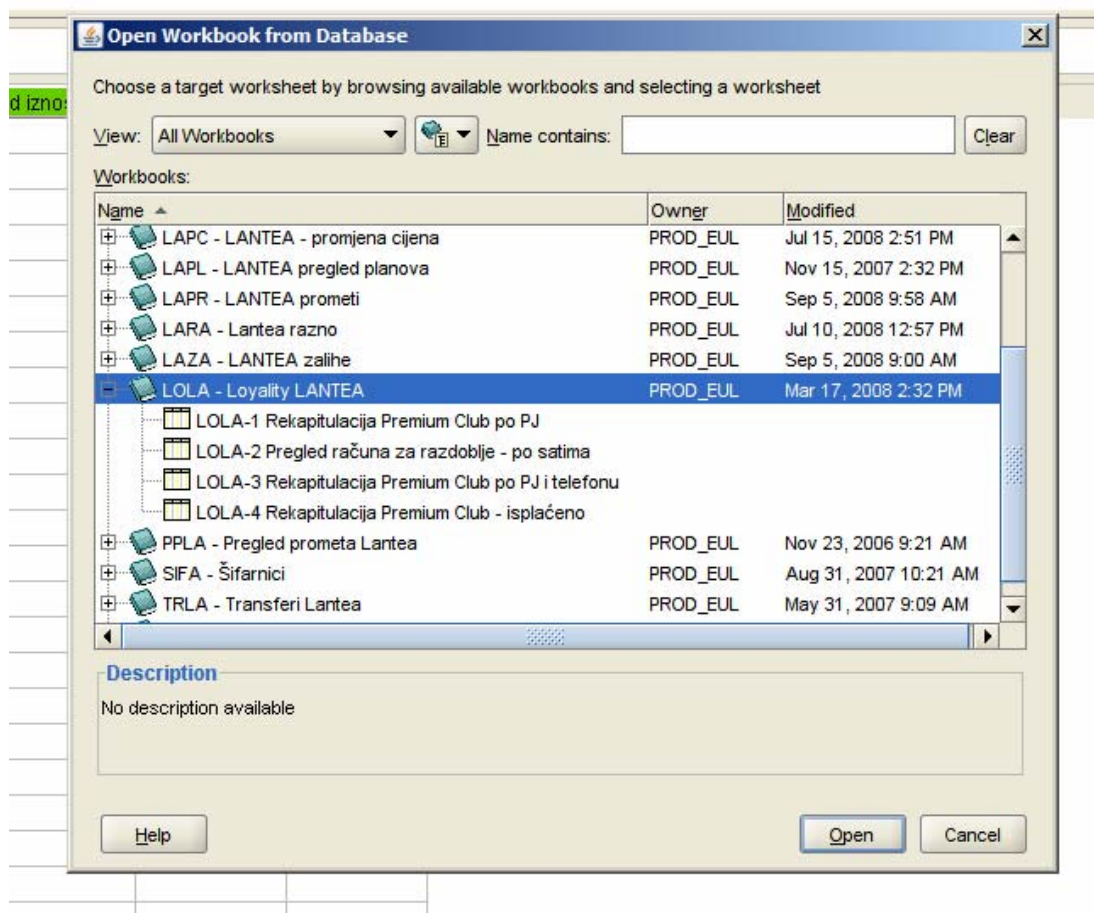 Open Workbook from Database
Choose a target worksheet by browsing available workbooks and selecting a worksheet
d iznos
View: All Workbooks E Name contains: Clear
Workbooks:
Name Owner Modified
LAPC - LANTEA - promjena cijena PROD_EUL Jul 15, 2008 2:51 PM
LAPL - LANTEA pregled planova PROD_EUL Nov 15, 2007 2:32 PM
LAPR - LANTEA prometi PROD_EUL Sep 5, 2008 9:58 AM
LARA - Lantea razno PROD_EUL Jul 10, 2008 12:57 PM
LAZA - LANTEA zalihe PROD_EUL Sep 5, 2008 9:00 AM
LOLA - Loyality LANTEA PROD_EUL Mar 17, 2008 2:32 PM
LOLA-1 Rekapitulacija Premium Club po PJ
LOLA-2 Pregled računa za razdoblje - po satima
LOLA-3 Rekapitulacija Premium Club po PJ i telefonu
LOLA-4 Rekapitulacija Premium Club - isplaćeno
PPLA - Pregled prometa Lantea PROD_EUL Nov 23, 2006 9:21 AM
SIFA - Šifarnici PROD_EUL Aug 31, 2007 10:21 AM
TRLA - Transferi Lantea PROD_EUL May 31, 2007 9:09 AM
Description
No description available
Help Open Cancel